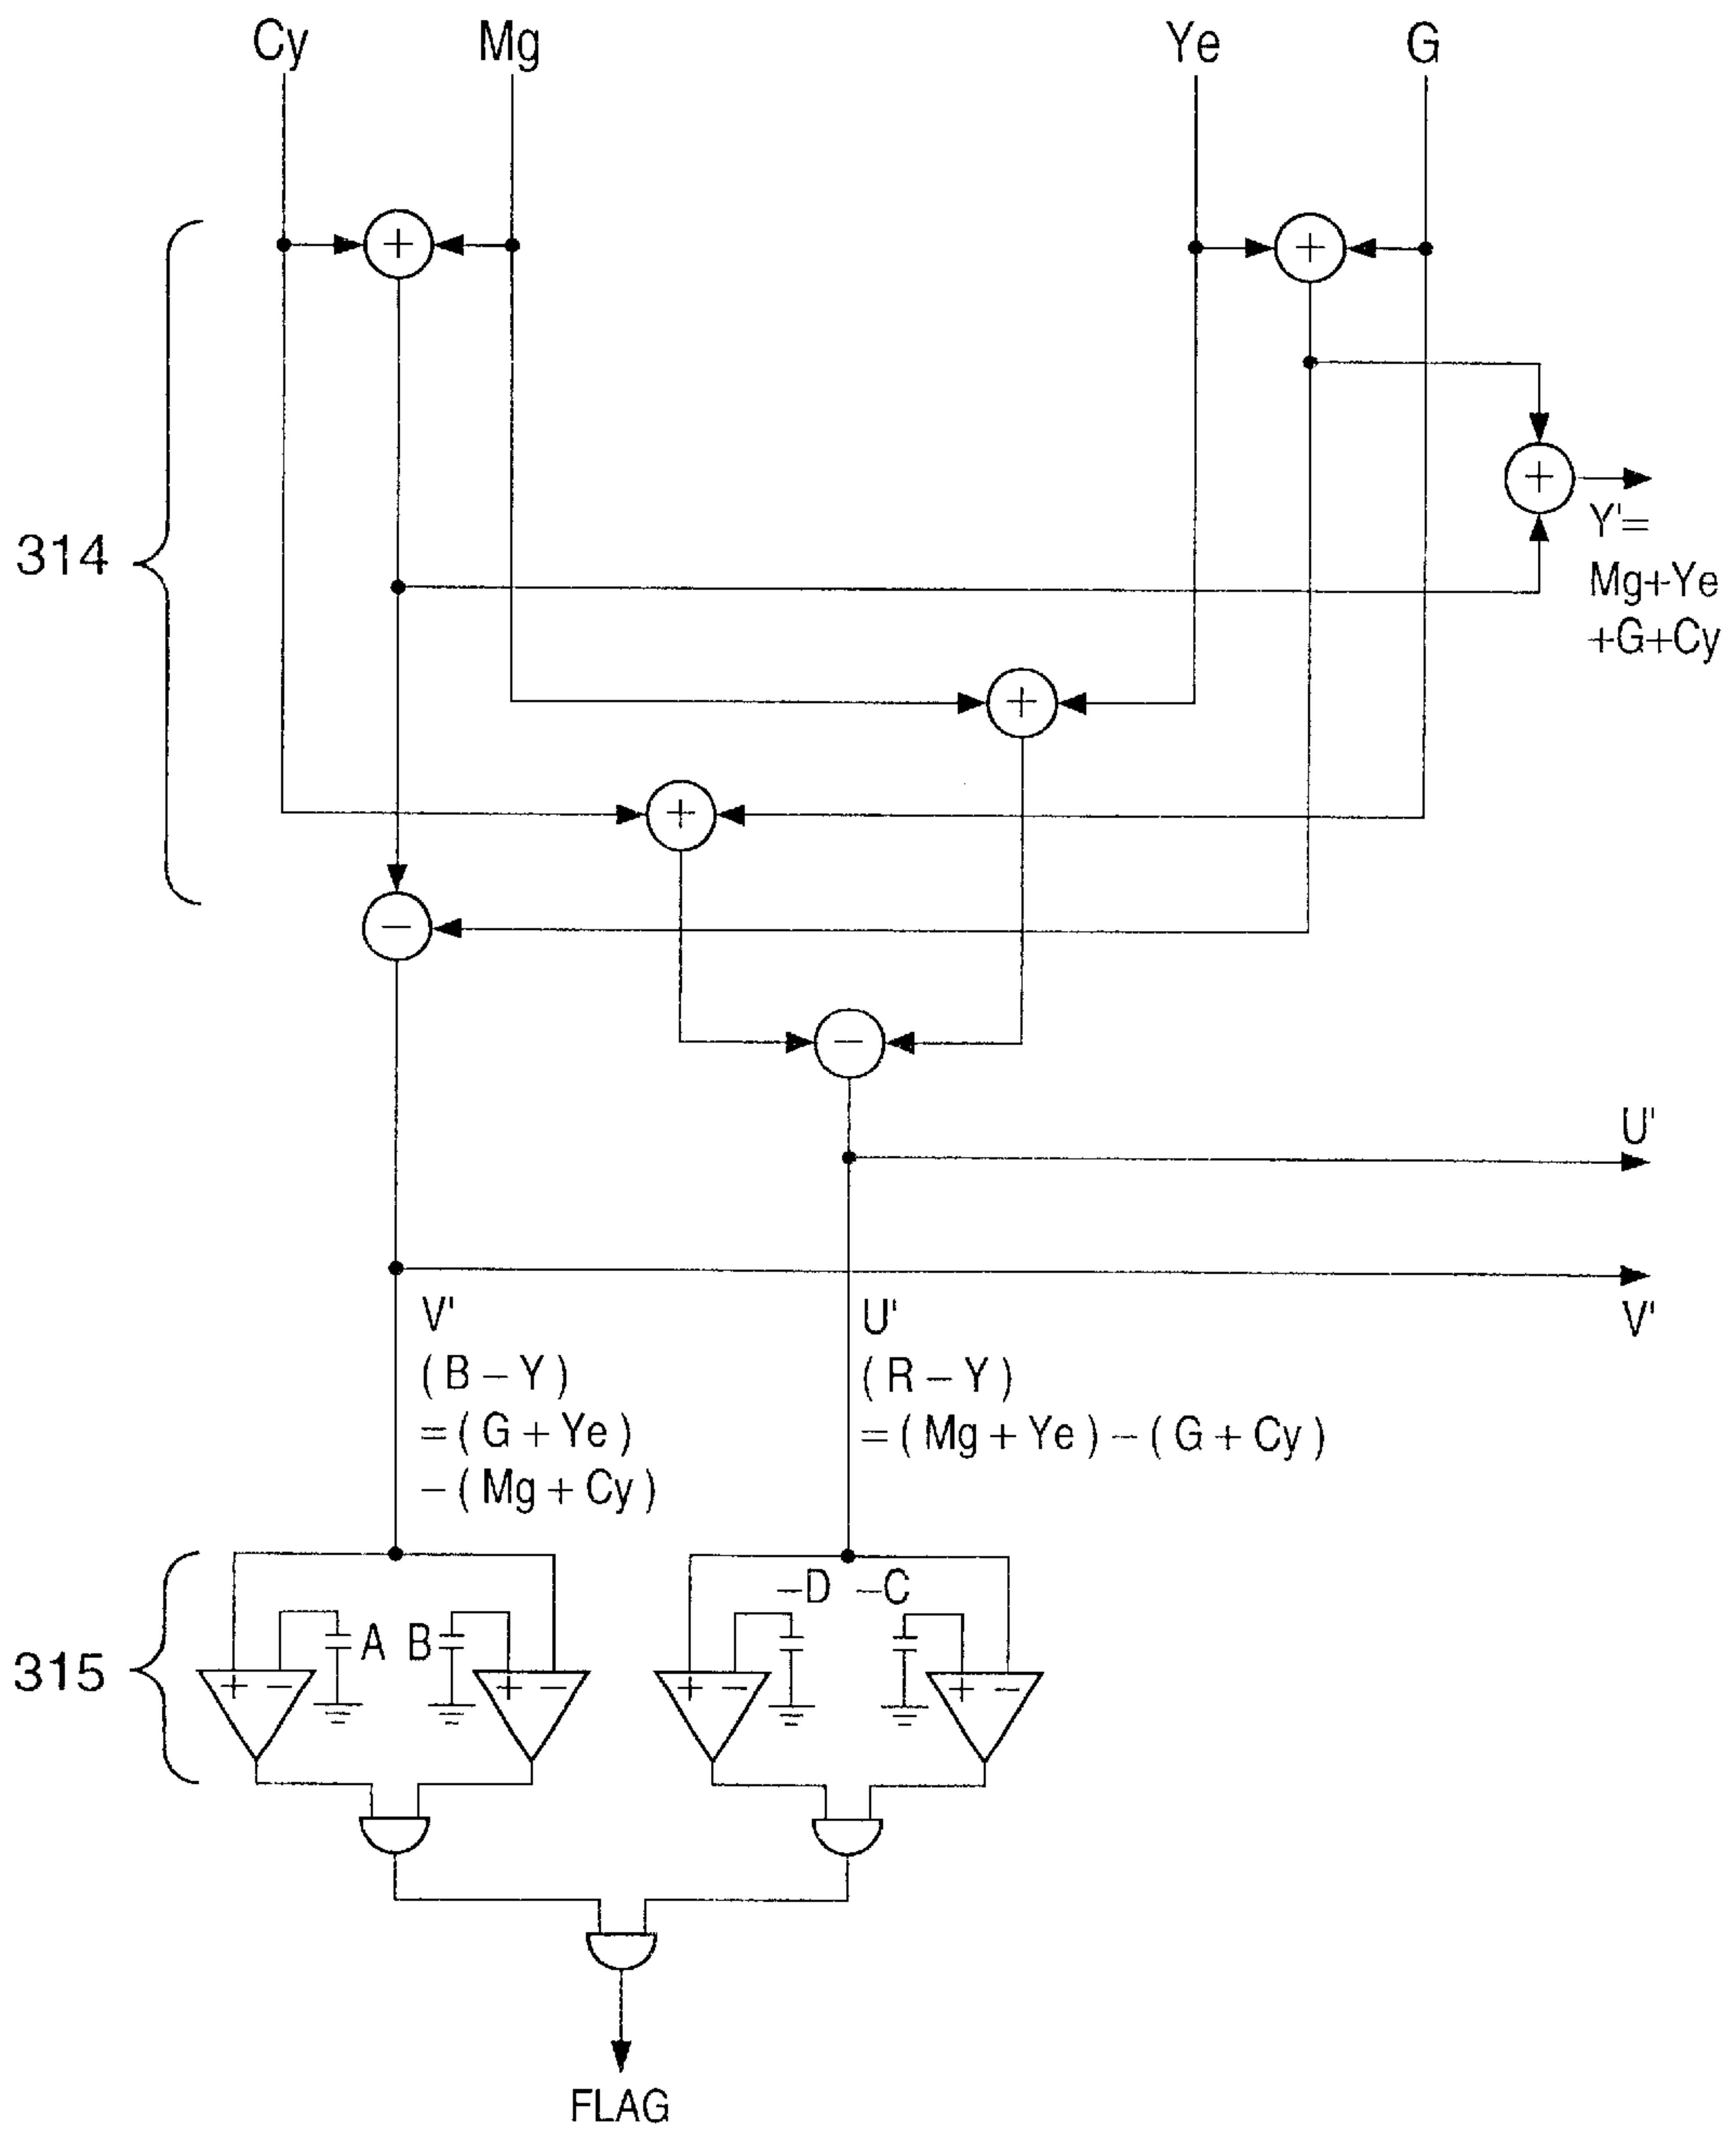 Cy Mg Ye G
+ +
+
Y'=
Mg+Ye
+G+Cy
314
+
+
−
−
U'
V'
V'
(B−Y)
=(G+Ye)
−(Mg+Cy)
U'
(R−Y)
=(Mg+Ye)−(G+Cy)
−D −C
A B
315
+ − + − + − + −
FLAG